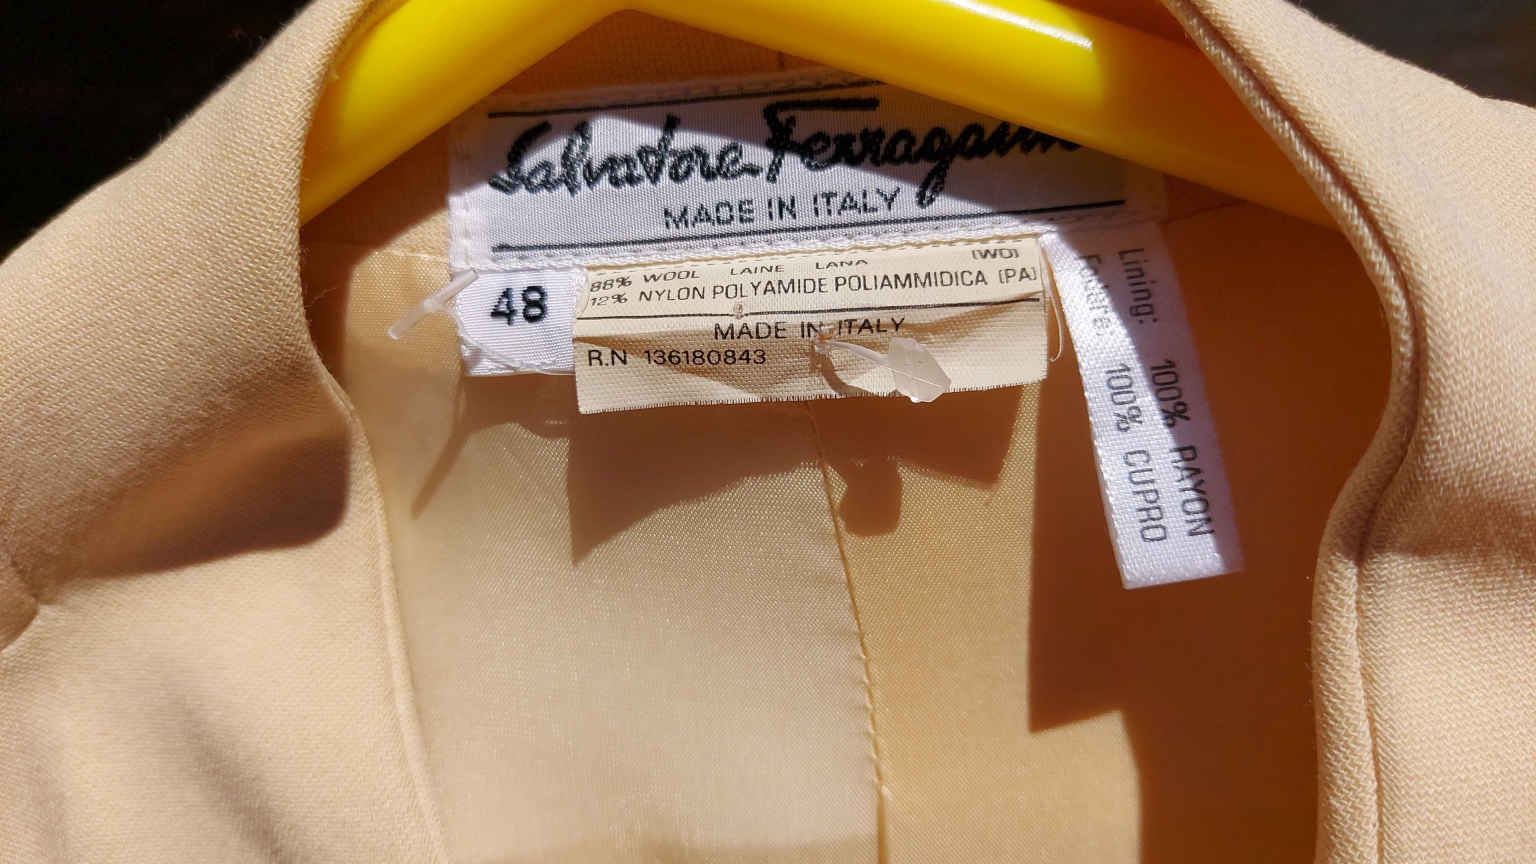 Salvatore Ferragamo
MADE IN ITALY
48
88% WOOL LAINE LANA (WO)
12% NYLON POLYAMIDE POLIAMMIDICA (PA)
MADE IN ITALY
R.N 136180843
Lining: 100% RAYON
Fodera: 100% CUPRO